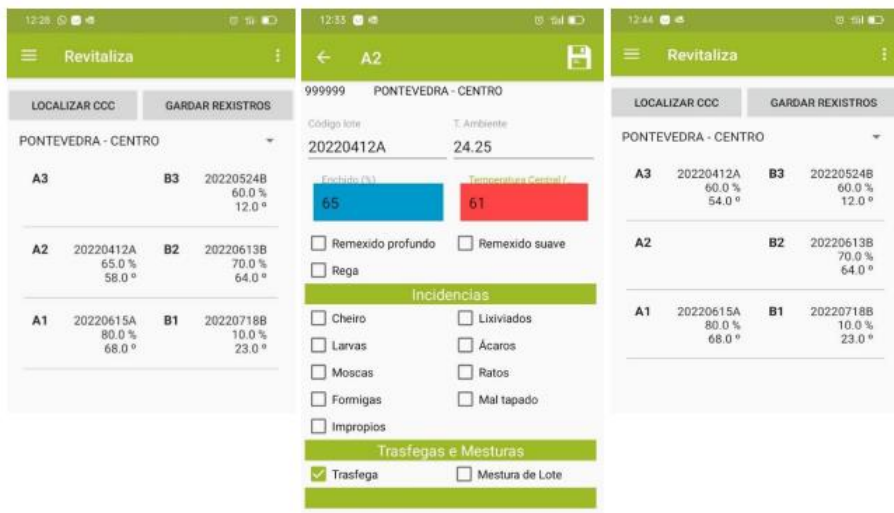 12:28
Revitaliza
LOCALIZAR CCC GARDAR REXISTROS
PONTEVEDRA - CENTRO
A3 B3 20220524B
60.0 %
12.0 º
A2 20220412A B2 20220613B
65.0 % 70.0 %
58.0 º 64.0 º
A1 20220615A B1 20220718B
80.0 % 10.0 %
68.0 º 23.0 º
12:33
A2
999999 PONTEVEDRA - CENTRO
Código lote T. Ambiente
20220412A 24.25
Enchido (%) Temperatura Central /...
65 61
Remexido profundo Remexido suave
Rega
Incidencias
Cheiro Lixiviados
Larvas Ácaros
Moscas Ratos
Formigas Mal tapado
Impropios
Trasfegas e Mesturas
Trasfega Mestura de Lote
12:44
Revitaliza
LOCALIZAR CCC GARDAR REXISTROS
PONTEVEDRA - CENTRO
A3 20220412A B3 20220524B
60.0 % 60.0 %
54.0 º 12.0 º
A2 B2 20220613B
70.0 %
64.0 º
A1 20220615A B1 20220718B
80.0 % 10.0 %
68.0 º 23.0 º